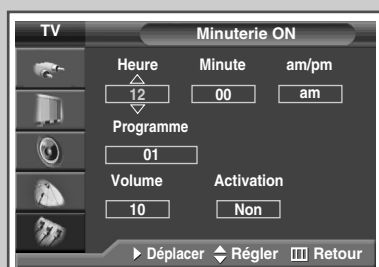 TV Minuterie ON
Heure Minute am/pm
12 00 am
Programme
01
Volume Activation
10 Non
Déplacer Régler Retour